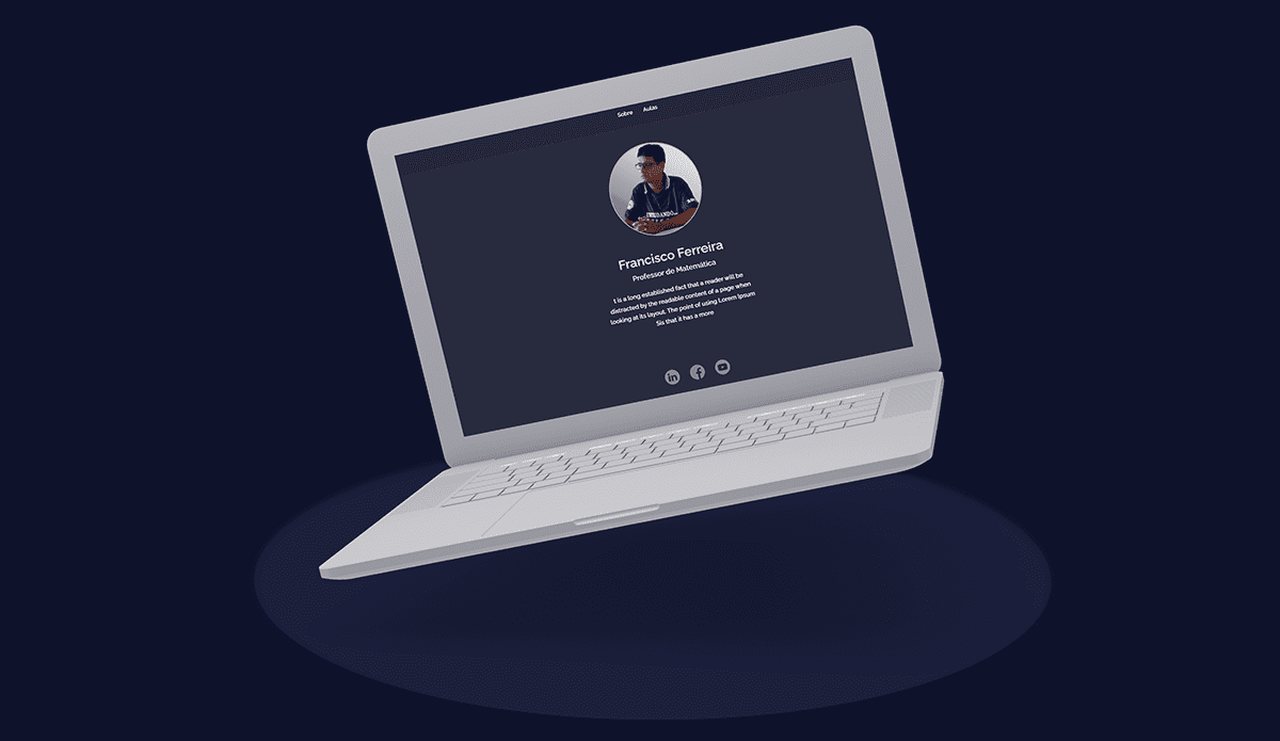 Sobre Aulas
Francisco Ferreira
Professor de Matemática
t is a long established fact that a reader will be
distracted by the readable content of a page when
looking at its layout. The point of using Lorem Ipsum
Sis that it has a more
in f